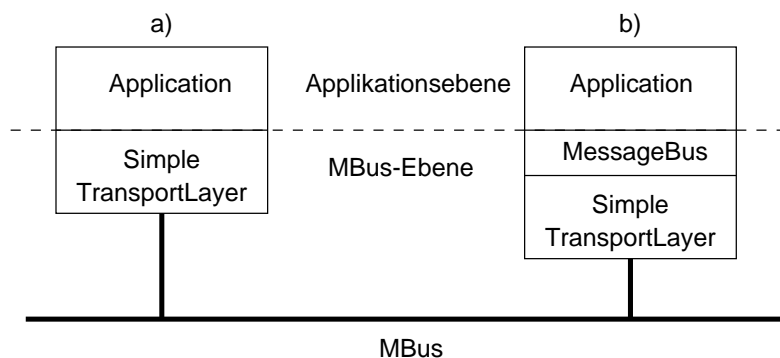 a)
b)
Application
Applikationsebene
Application
Simple
TransportLayer
MBus-Ebene
MessageBus
Simple
TransportLayer
MBus